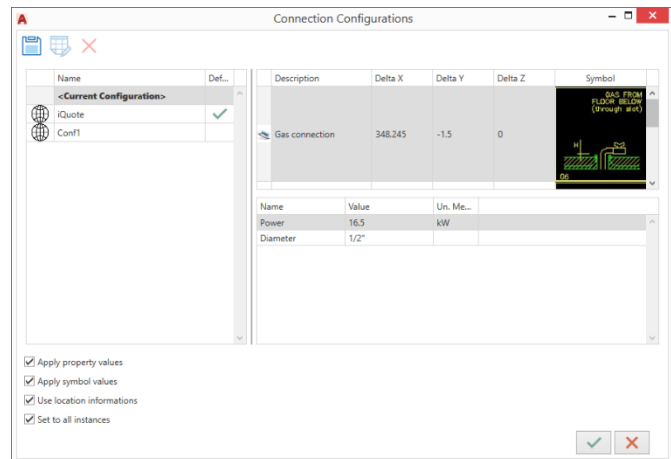 Connection Configurations
Name Def...
<Current Configuration>
iQuote
Conf1
Description Delta X Delta Y Delta Z Symbol
Gas connection 348.245 -1.5 0
GAS FROM
FLOOR BELOW
(through slot)
H
G6
Name Value Un. Me...
Power 16.5 kW
Diameter 1/2"
Apply property values
Apply symbol values
Use location informations
Set to all instances